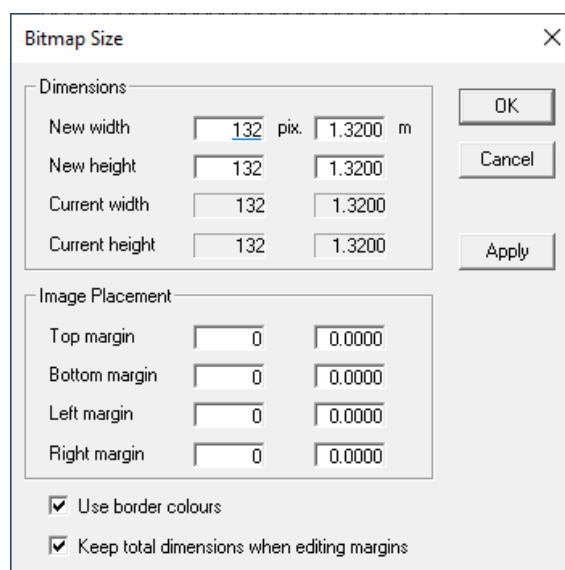 Bitmap Size
Dimensions
New width 132 pix. 1.3200 m
New height 132 1.3200
Current width 132 1.3200
Current height 132 1.3200
OK
Cancel
Apply
Image Placement
Top margin 0 0.0000
Bottom margin 0 0.0000
Left margin 0 0.0000
Right margin 0 0.0000
Use border colours
Keep total dimensions when editing margins